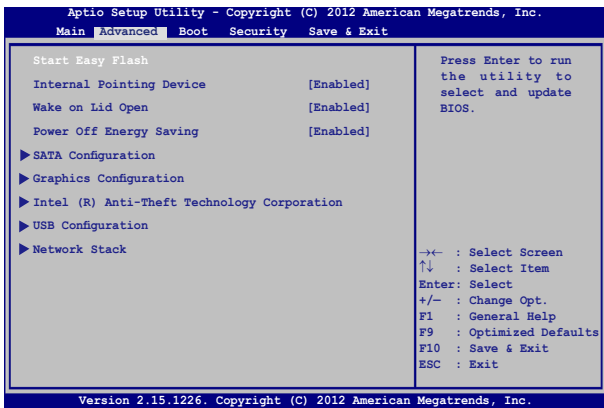 Aptio Setup Utility - Copyright (C) 2012 American Megatrends, Inc.
Main Advanced Boot Security Save & Exit
Start Easy Flash
Internal Pointing Device [Enabled]
Wake on Lid Open [Enabled]
Power Off Energy Saving [Enabled]
SATA Configuration
Graphics Configuration
Intel (R) Anti-Theft Technology Corporation
USB Configuration
Network Stack
Press Enter to run
the utility to
select and update
BIOS.
→← : Select Screen
↑↓ : Select Item
Enter: Select
+/− : Change Opt.
F1 : General Help
F9 : Optimized Defaults
F10 : Save & Exit
ESC : Exit
Version 2.15.1226. Copyright (C) 2012 American Megatrends, Inc.